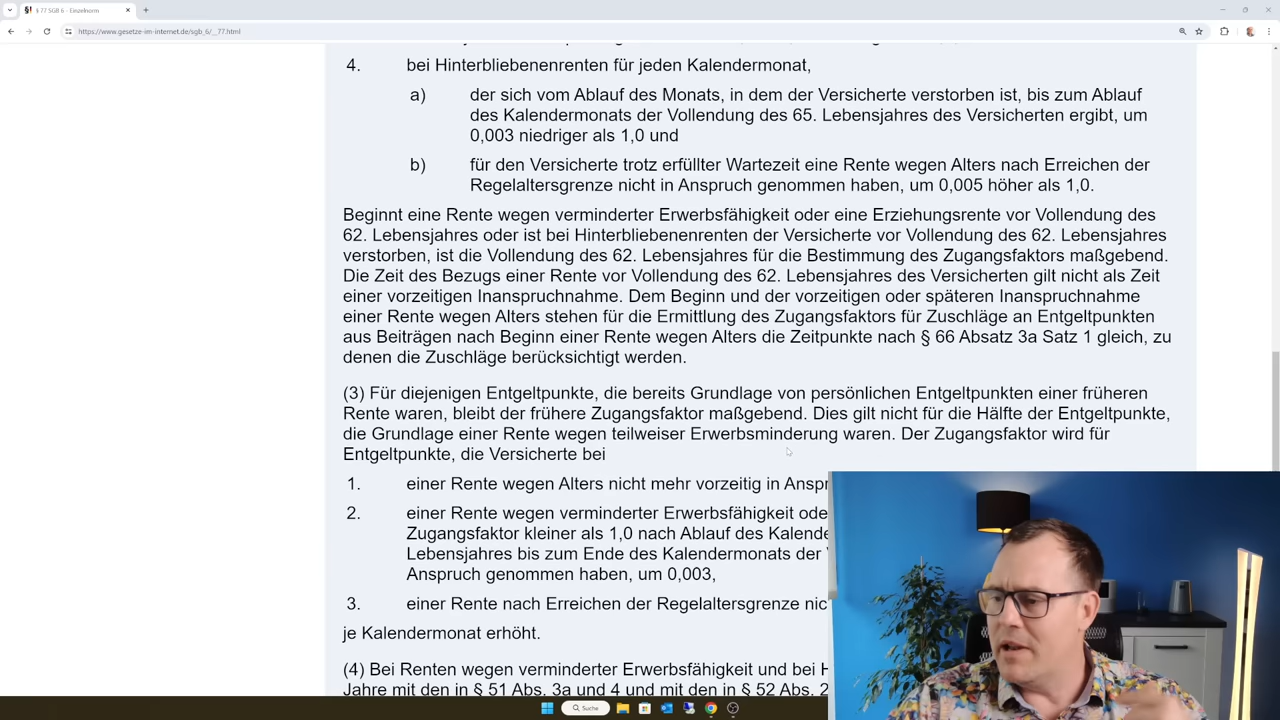 § 77 SGB 6 - Einzelnorm
https://www.gesetze-im-internet.de/sgb_6/__77.html
4. bei Hinterbliebenenrenten für jeden Kalendermonat,
a) der sich vom Ablauf des Monats, in dem der Versicherte verstorben ist, bis zum Ablauf
des Kalendermonats der Vollendung des 65. Lebensjahres des Versicherten ergibt, um
0,003 niedriger als 1,0 und
b) für den Versicherte trotz erfüllter Wartezeit eine Rente wegen Alters nach Erreichen der
Regelaltersgrenze nicht in Anspruch genommen haben, um 0,005 höher als 1,0.
Beginnt eine Rente wegen verminderter Erwerbsfähigkeit oder eine Erziehungsrente vor Vollendung des
62. Lebensjahres oder ist bei Hinterbliebenenrenten der Versicherte vor Vollendung des 62. Lebensjahres
verstorben, ist die Vollendung des 62. Lebensjahres für die Bestimmung des Zugangsfaktors maßgebend.
Die Zeit des Bezugs einer Rente vor Vollendung des 62. Lebensjahres des Versicherten gilt nicht als Zeit
einer vorzeitigen Inanspruchnahme. Dem Beginn und der vorzeitigen oder späteren Inanspruchnahme
einer Rente wegen Alters stehen für die Ermittlung des Zugangsfaktors für Zuschläge an Entgeltpunkten
aus Beiträgen nach Beginn einer Rente wegen Alters die Zeitpunkte nach § 66 Absatz 3a Satz 1 gleich, zu
denen die Zuschläge berücksichtigt werden.
(3) Für diejenigen Entgeltpunkte, die bereits Grundlage von persönlichen Entgeltpunkten einer früheren
Rente waren, bleibt der frühere Zugangsfaktor maßgebend. Dies gilt nicht für die Hälfte der Entgeltpunkte,
die Grundlage einer Rente wegen teilweiser Erwerbsminderung waren. Der Zugangsfaktor wird für
Entgeltpunkte, die Versicherte bei
1. einer Rente wegen Alters nicht mehr vorzeitig in Anspr
2. einer Rente wegen verminderter Erwerbsfähigkeit ode
Zugangsfaktor kleiner als 1,0 nach Ablauf des Kalende
Lebensjahres bis zum Ende des Kalendermonats der
Anspruch genommen haben, um 0,003,
3. einer Rente nach Erreichen der Regelaltersgrenze nic
je Kalendermonat erhöht.
(4) Bei Renten wegen verminderter Erwerbsfähigkeit und bei H
Jahre mit den in § 51 Abs. 3a und 4 und mit den in § 52 Abs. 2
Suche